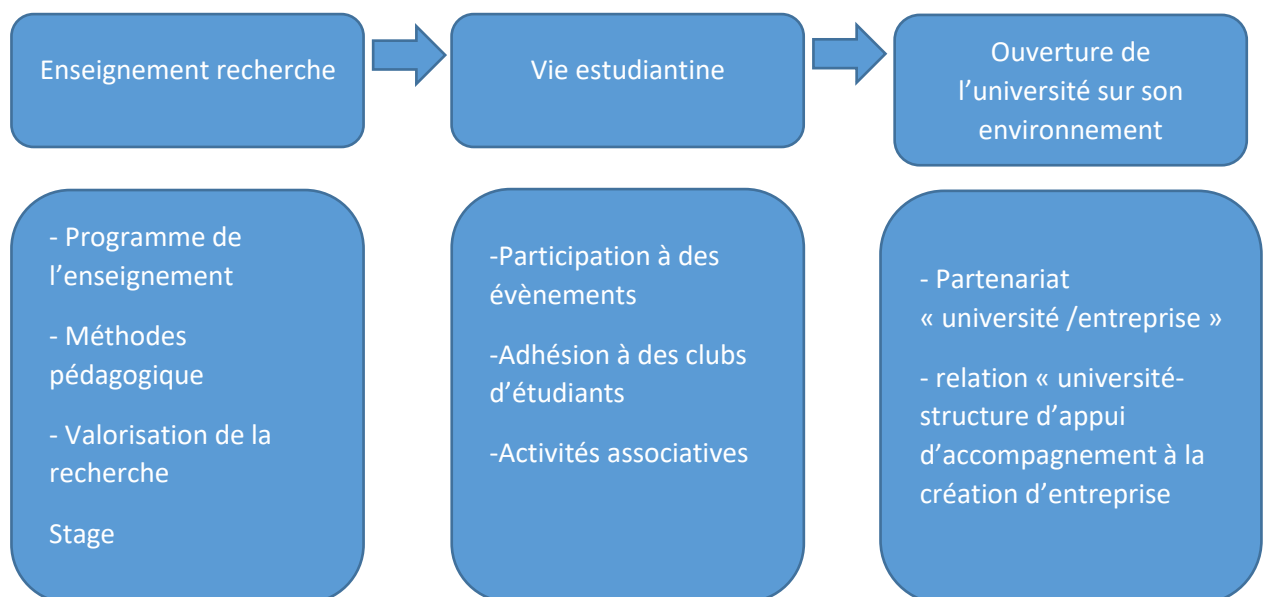 Enseignement recherche
Vie estudiantine
Ouverture de
l’université sur son
environnement
- Programme de
l’enseignement
- Méthodes
pédagogique
- Valorisation de la
recherche
Stage
-Participation à des
évènements
-Adhésion à des clubs
d’étudiants
-Activités associatives
- Partenariat
« université /entreprise »
- relation « université-
structure d’appui
d’accompagnement à la
création d’entreprise